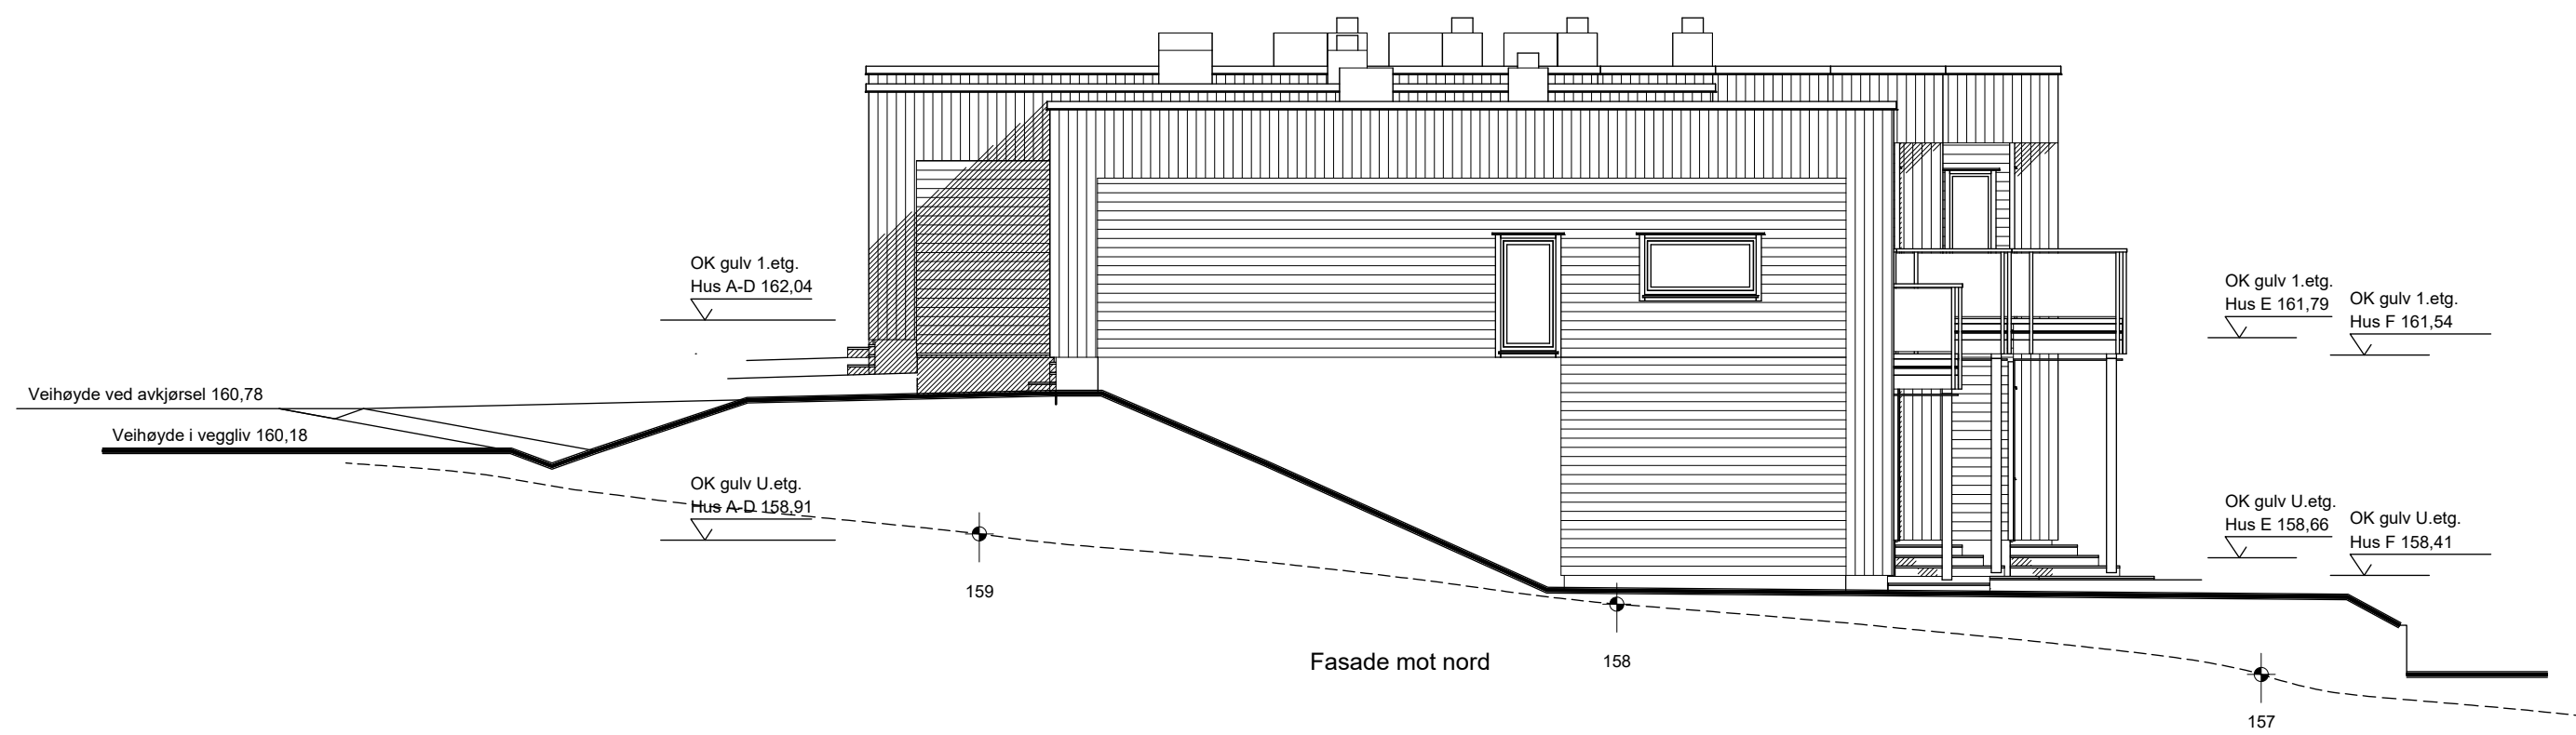 OK gulv 1.etg.
Hus A-D 162,04
OK gulv 1.etg.
Hus E 161,79
OK gulv 1.etg.
Hus F 161,54
Veihøyde ved avkjørsel 160,78
Veihøyde i veggliv 160,18
OK gulv U.etg.
Hus A-D 158,91
OK gulv U.etg.
Hus E 158,66
OK gulv U.etg.
Hus F 158,41
159
Fasade mot nord
158
157